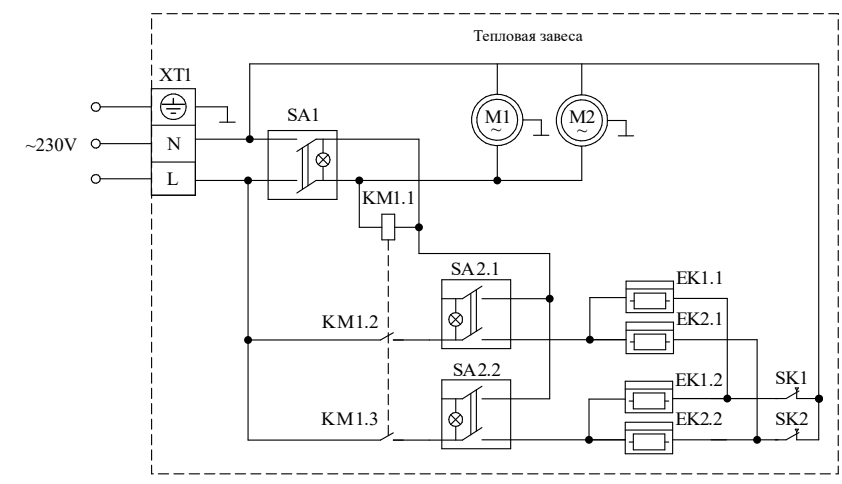 Тепловая завеса
XT1
SA1
M1
~
M2
~
~230V
N
L
KM1.1
SA2.1
EK1.1
KM1.2
EK2.1
SA2.2
EK1.2
SK1
KM1.3
EK2.2
SK2